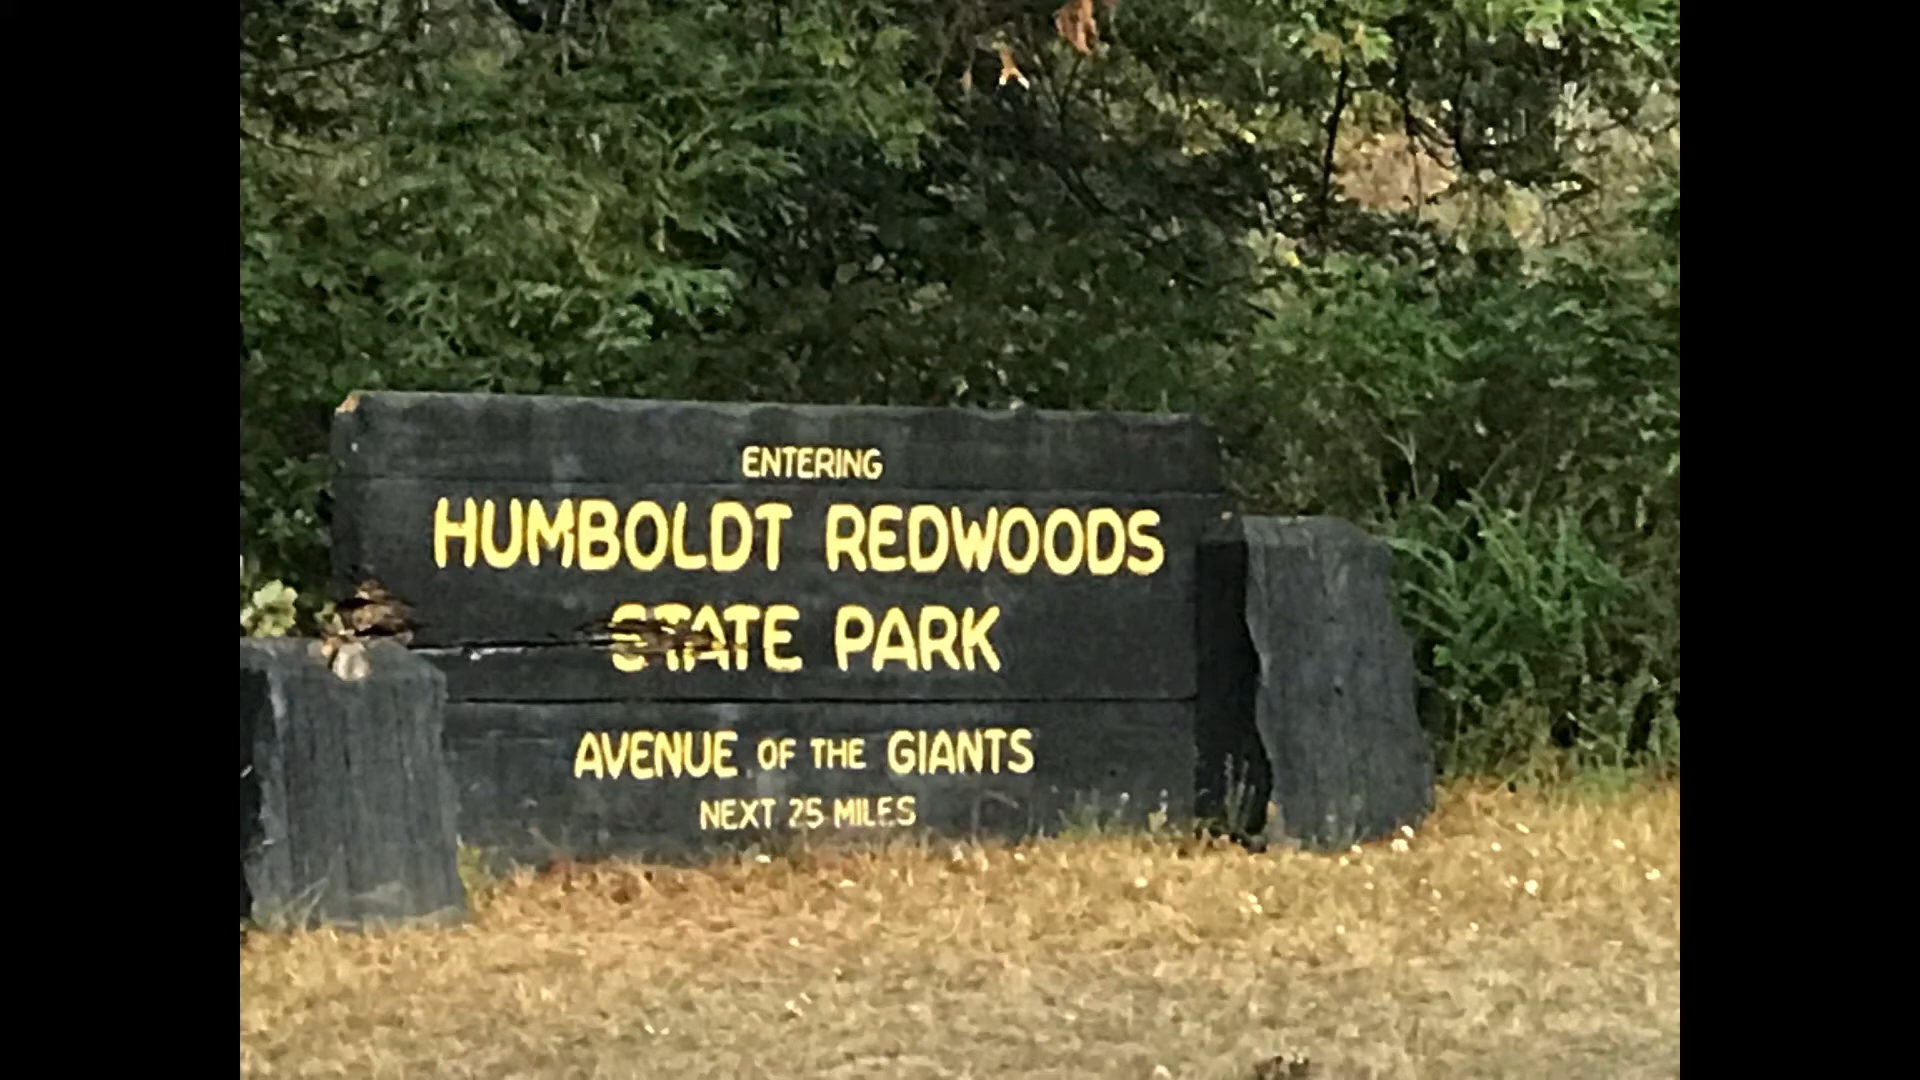 ENTERING
HUMBOLDT REDWOODS
STATE PARK
AVENUE OF THE GIANTS
NEXT 25 MILES